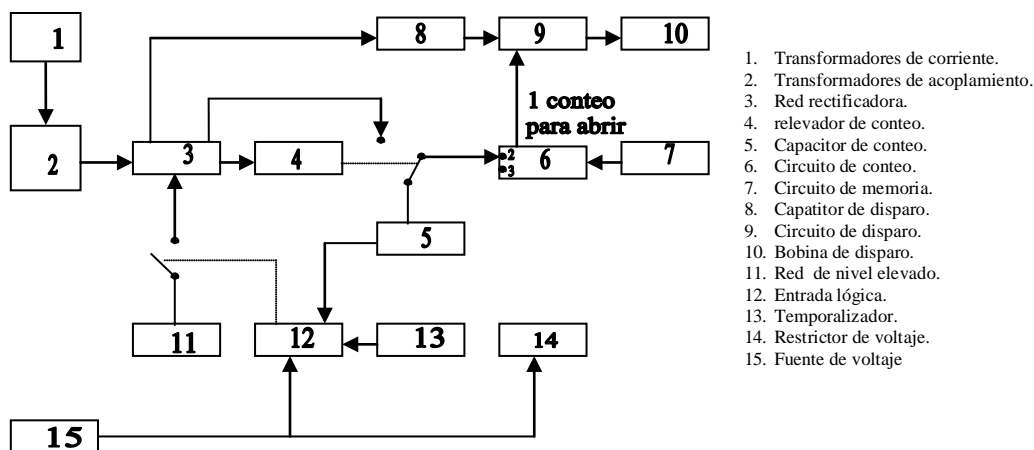 1
8
9
10
1 conteo
para abrir
2
3
4
2
3
6
7
5
11
12
13
14
15
1. Transformadores de corriente.
2. Transformadores de acoplamiento.
3. Red rectificadora.
4. relevador de conteo.
5. Capacitor de conteo.
6. Circuito de conteo.
7. Circuito de memoria.
8. Capatitor de disparo.
9. Circuito de disparo.
10. Bobina de disparo.
11. Red de nivel elevado.
12. Entrada lógica.
13. Temporalizador.
14. Restrictor de voltaje.
15. Fuente de voltaje